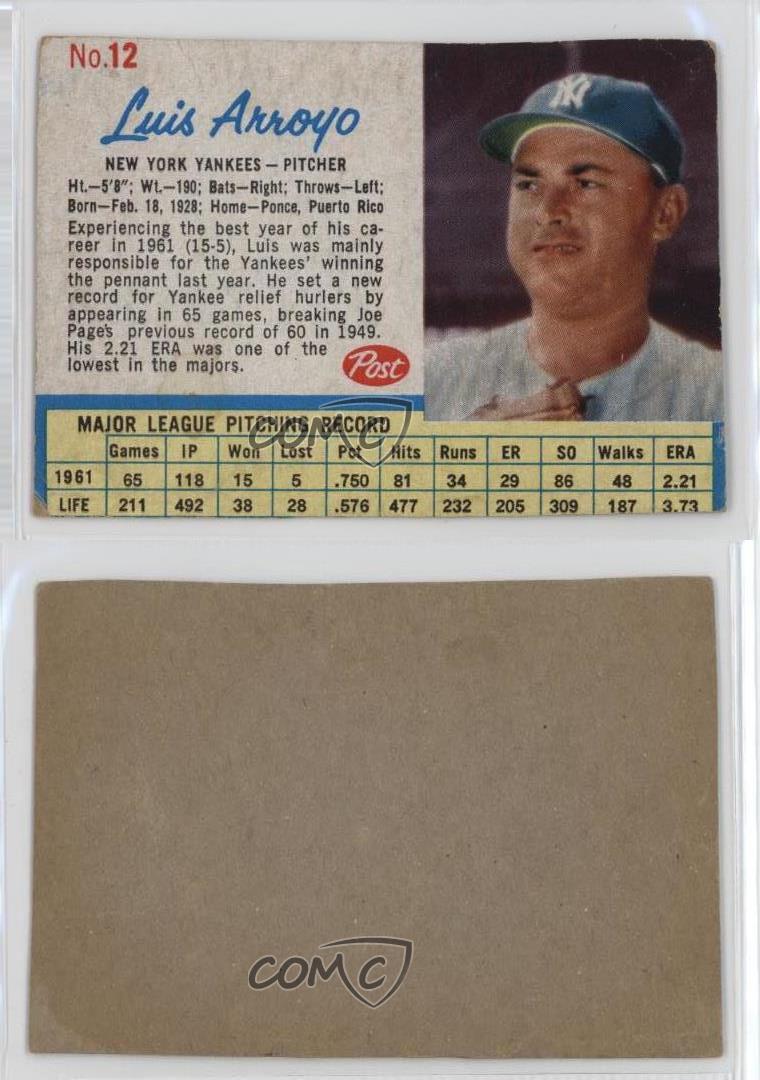 No.12
Luis Arroyo
NEW YORK YANKEES – PITCHER
Ht.–5'8"; Wt.–190; Bats–Right; Throws–Left;
Born–Feb. 18, 1928; Home–Ponce, Puerto Rico
Experiencing the best year of his ca-
reer in 1961 (15-5), Luis was mainly
responsible for the Yankees' winning
the pennant last year. He set a new
record for Yankee relief hurlers by
appearing in 65 games, breaking Joe
Page's previous record of 60 in 1949.
His 2.21 ERA was one of the
lowest in the majors.
Post
NY
MAJOR LEAGUE PITCHING RECORD
Games IP Won Lost Pct Hits Runs ER SO Walks ERA
1961 65 118 15 5 .750 81 34 29 86 48 2.21
LIFE 211 492 38 28 .576 477 232 205 309 187 3.73
COMC
COMC